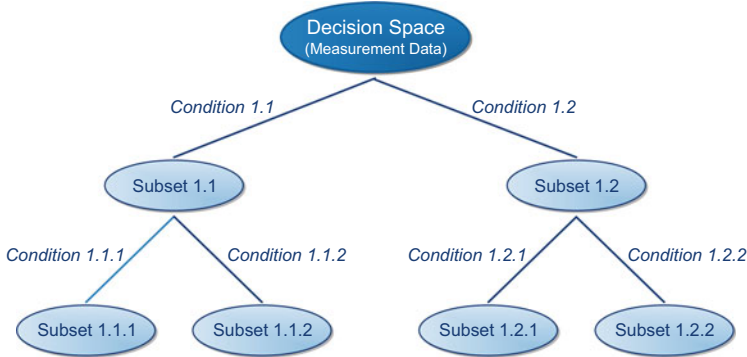 Decision Space
(Measurement Data)
Condition 1.1
Condition 1.2
Subset 1.1
Subset 1.2
Condition 1.1.1
Condition 1.1.2
Condition 1.2.1
Condition 1.2.2
Subset 1.1.1
Subset 1.1.2
Subset 1.2.1
Subset 1.2.2